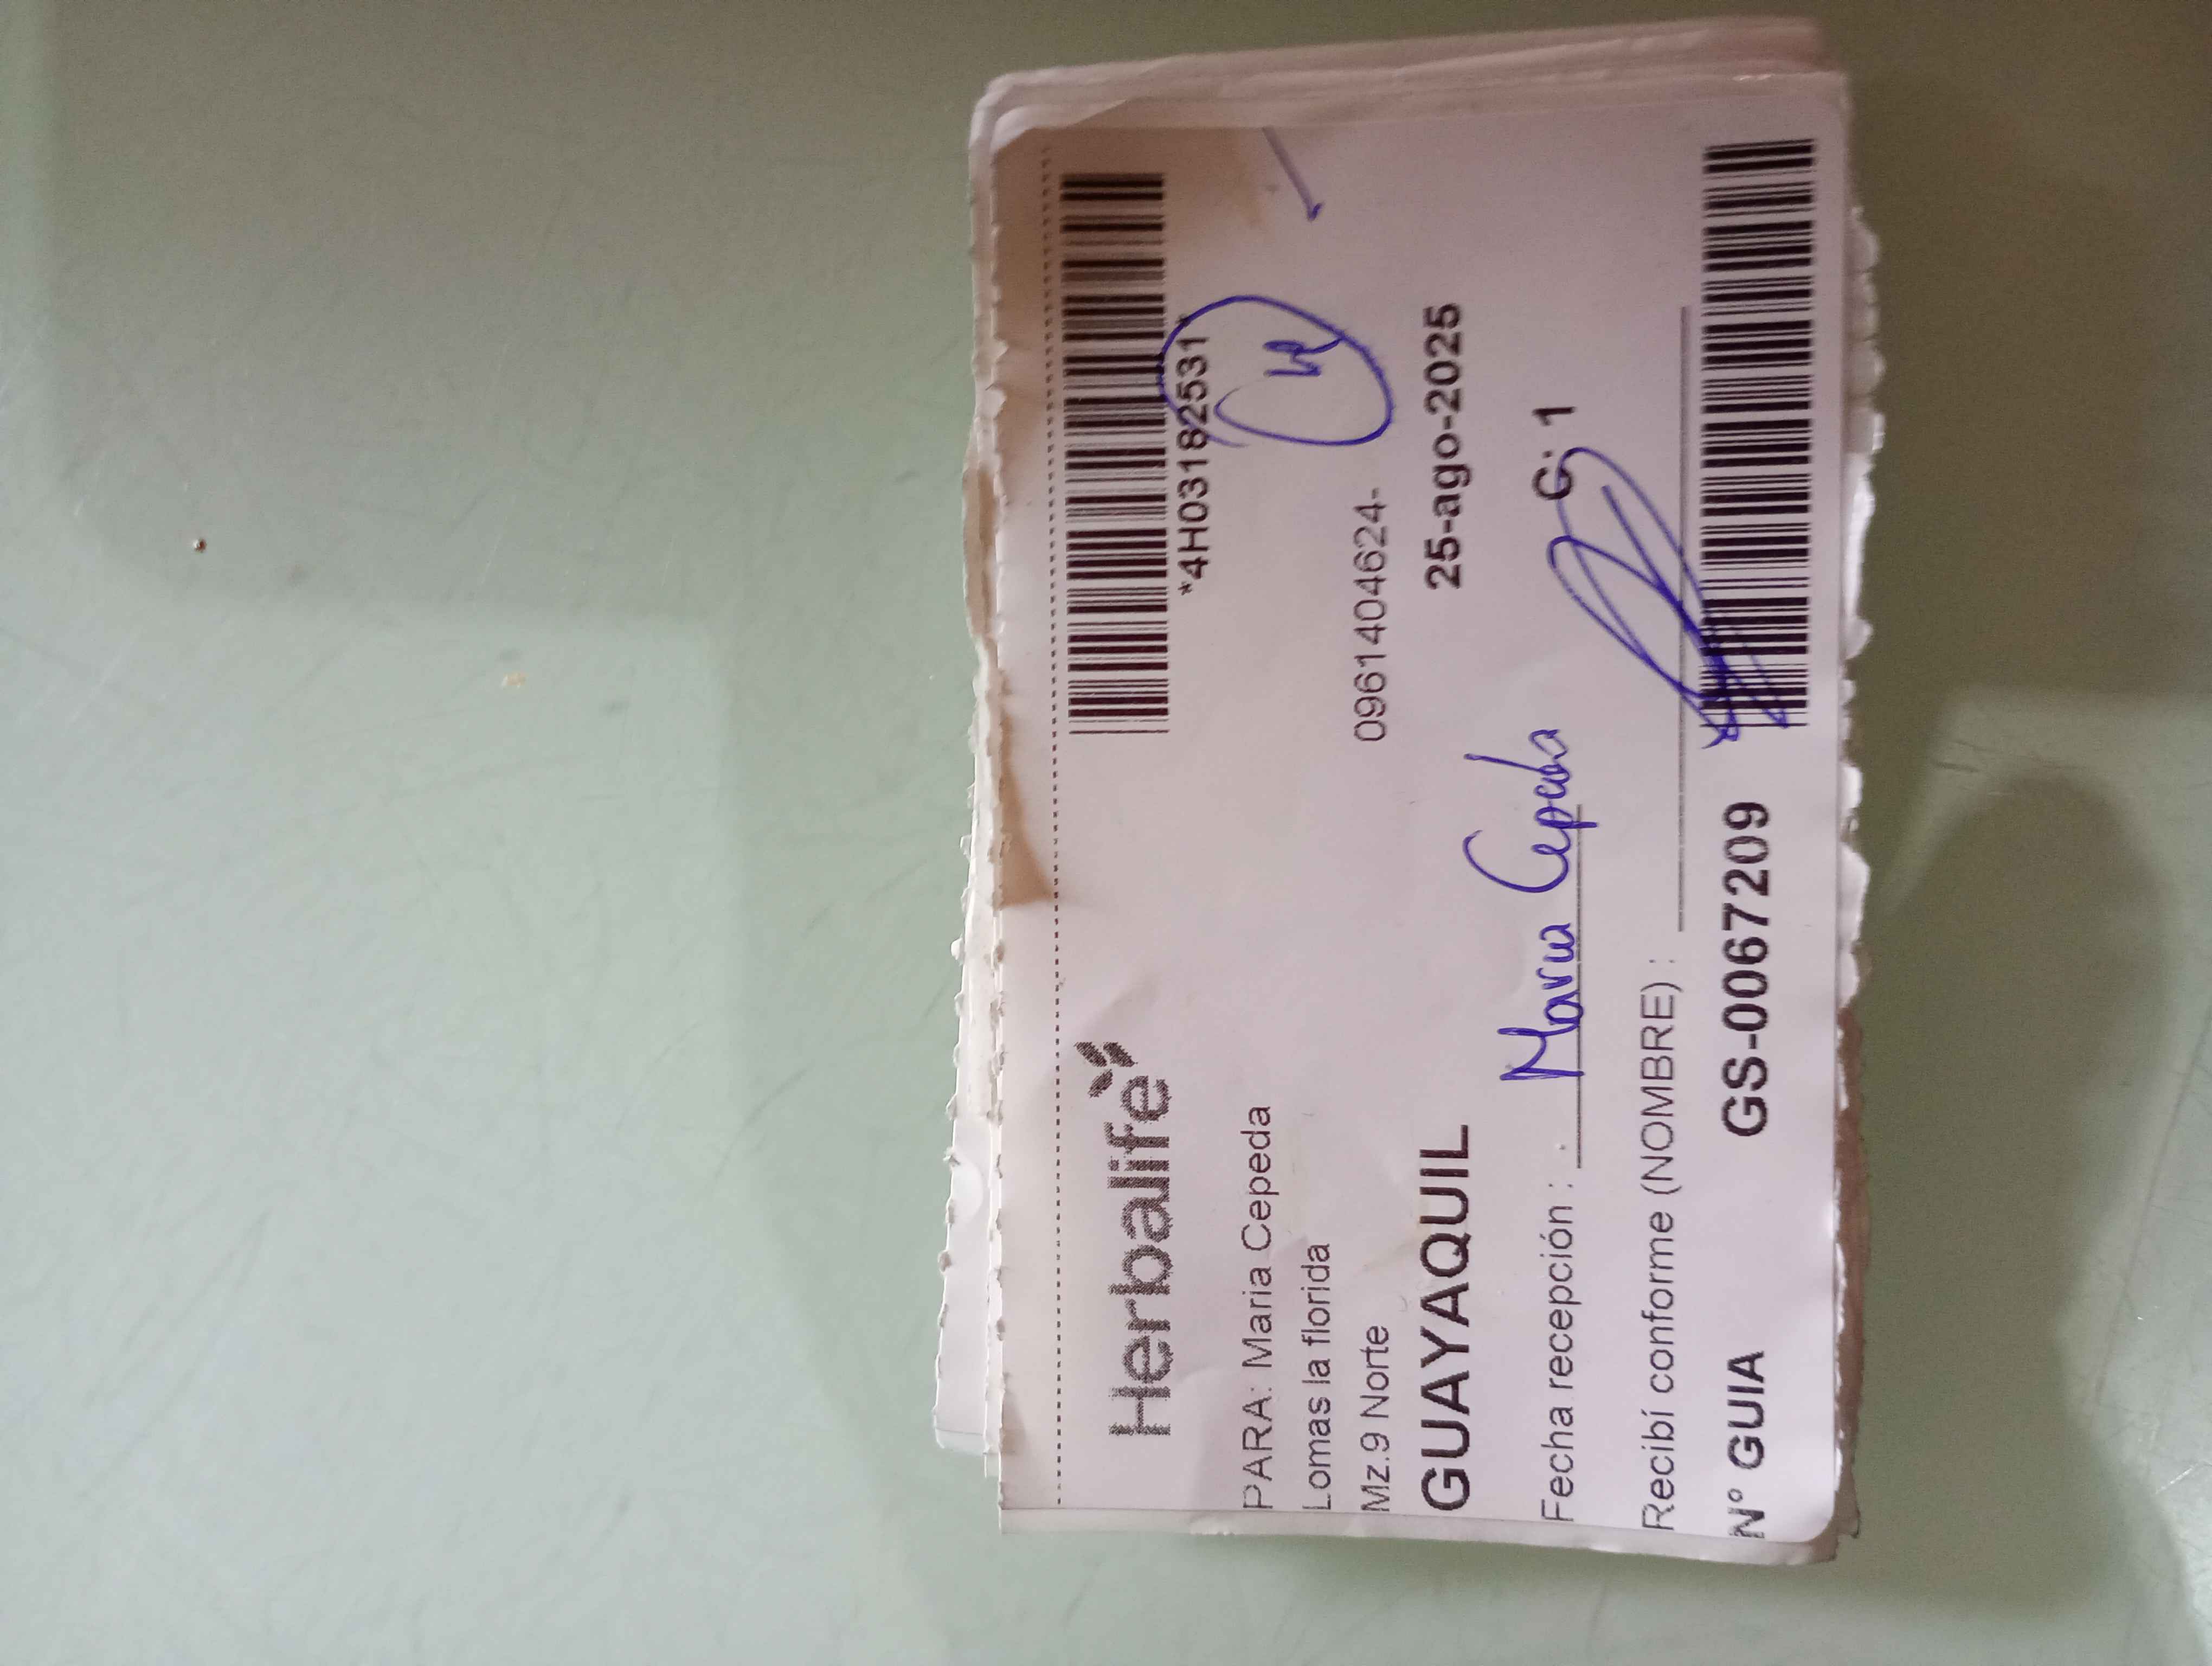 Herbalife
*4H03182531*
PARA: Maria Cepeda
Lomas la florida
Mz.9 Norte
0961404624-
GUAYAQUIL
25-ago-2025
Fecha recepción : Maria Cepeda
G: 1
Recibí conforme (NOMBRE) :
N° GUIA GS-0067209